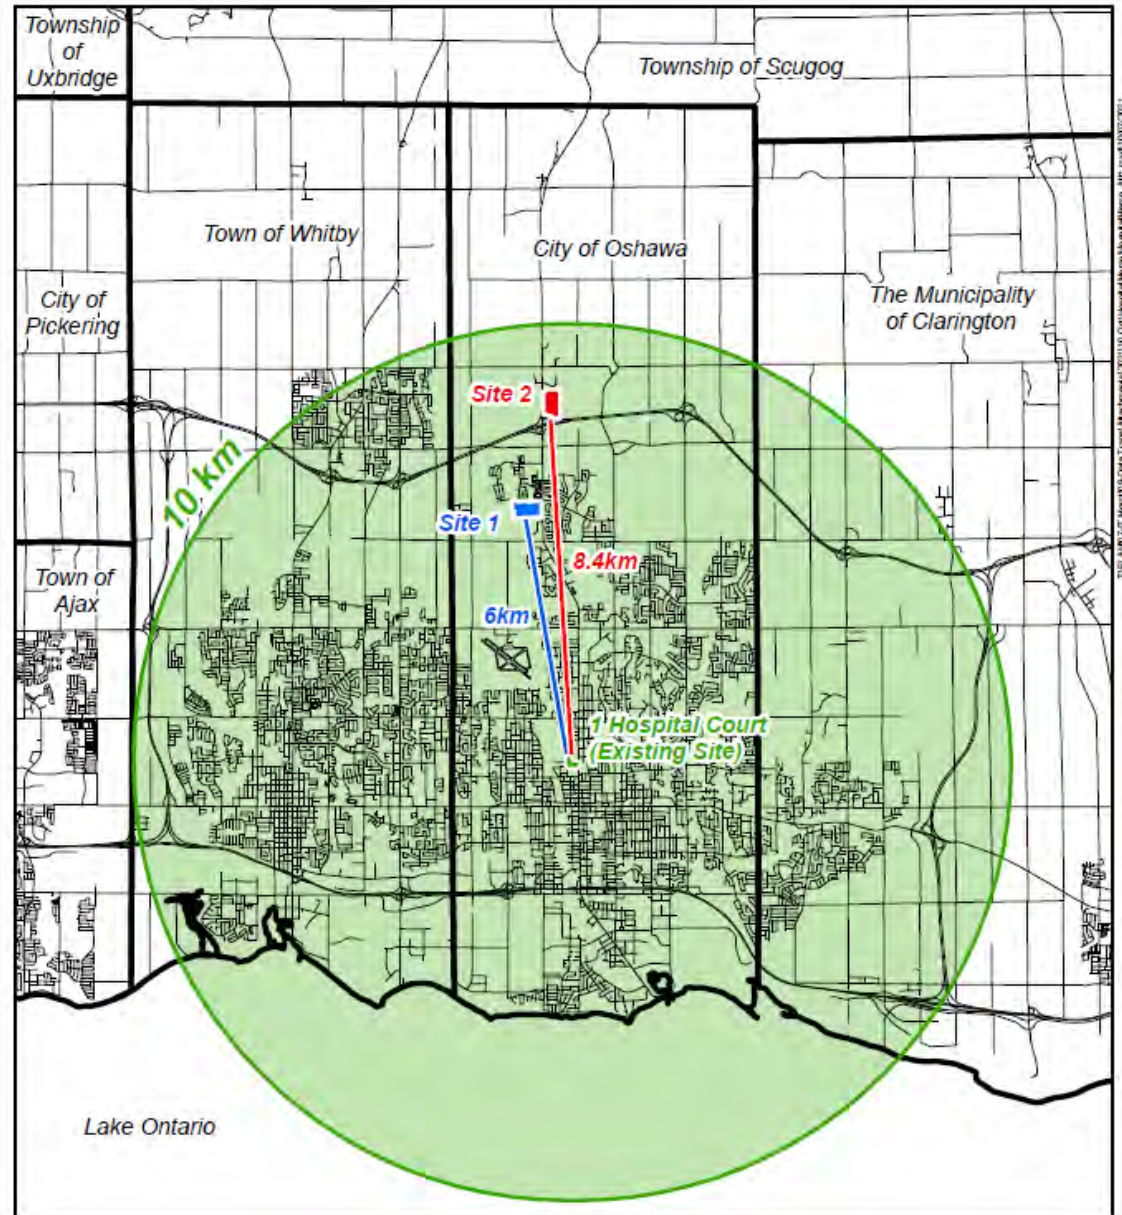 Township
of
Uxbridge
Township of Scugog
Town of Whitby
City of Oshawa
City of
Pickering
The Municipality
of Clarington
Site 2
10 km
Site 1
8.4km
Town of
Ajax
6km
1 Hospital Court
(Existing Site)
Lake Ontario